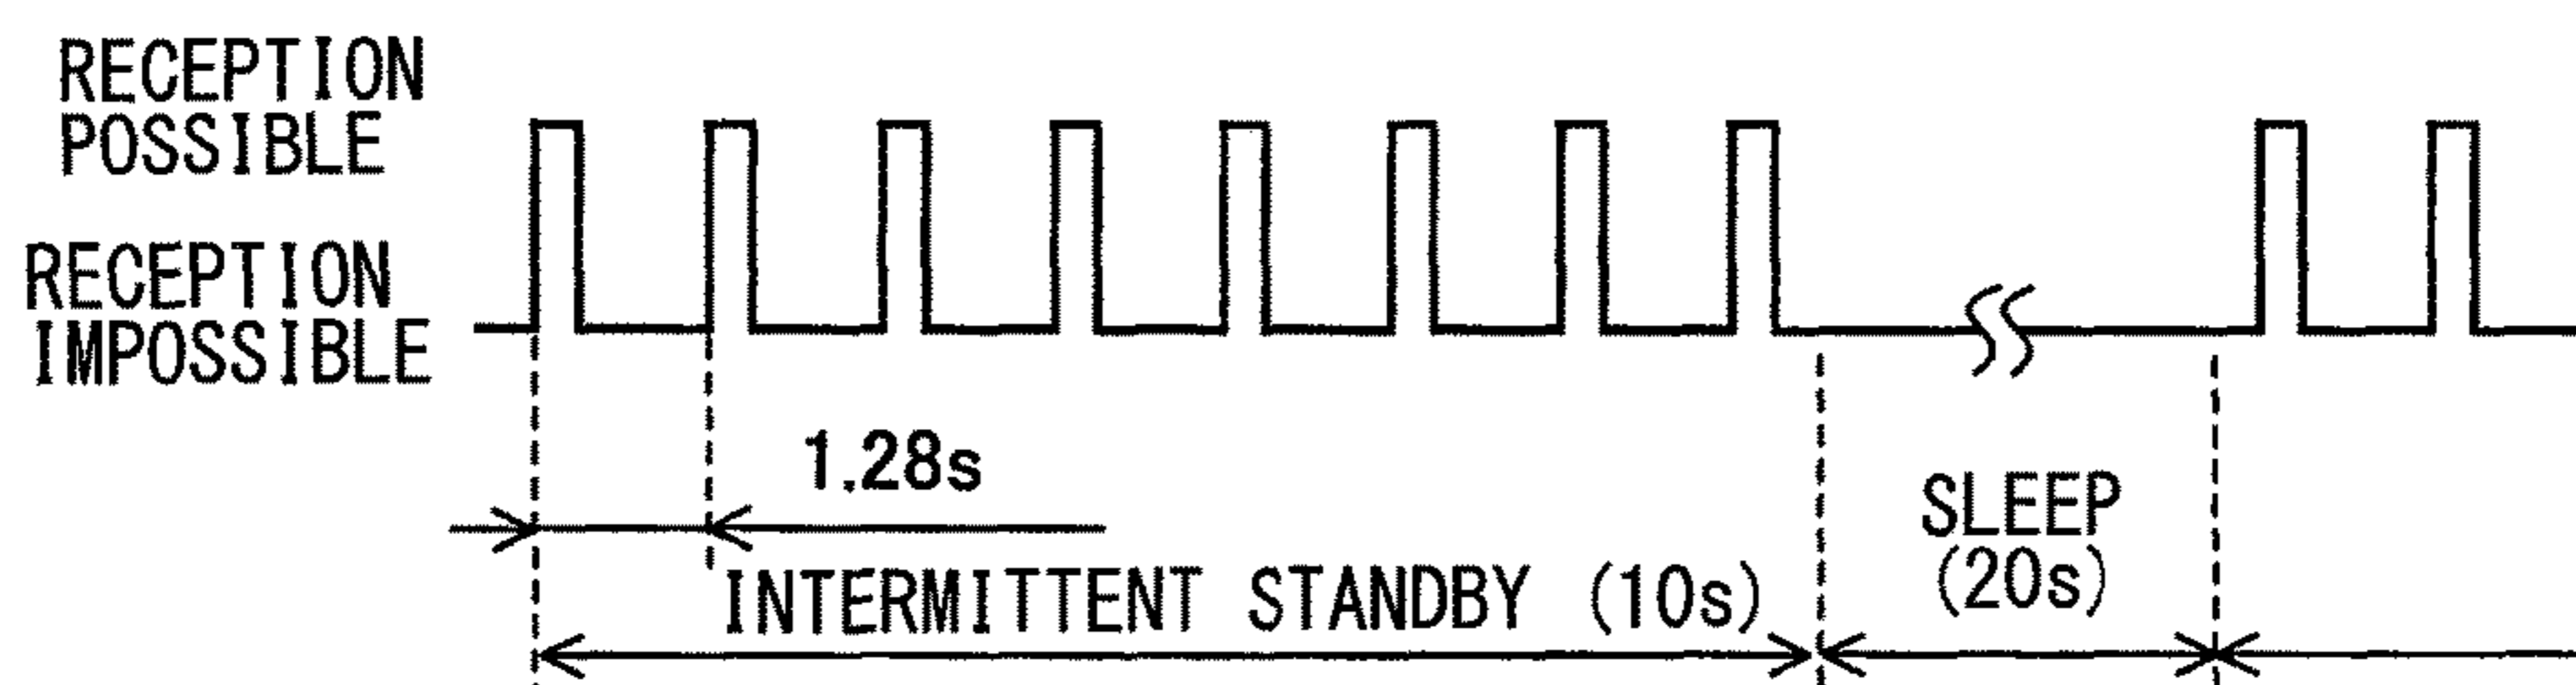 RECEPTION
POSSIBLE
RECEPTION
IMPOSSIBLE
1.28s
SLEEP
(20s)
INTERMITTENT STANDBY (10s)